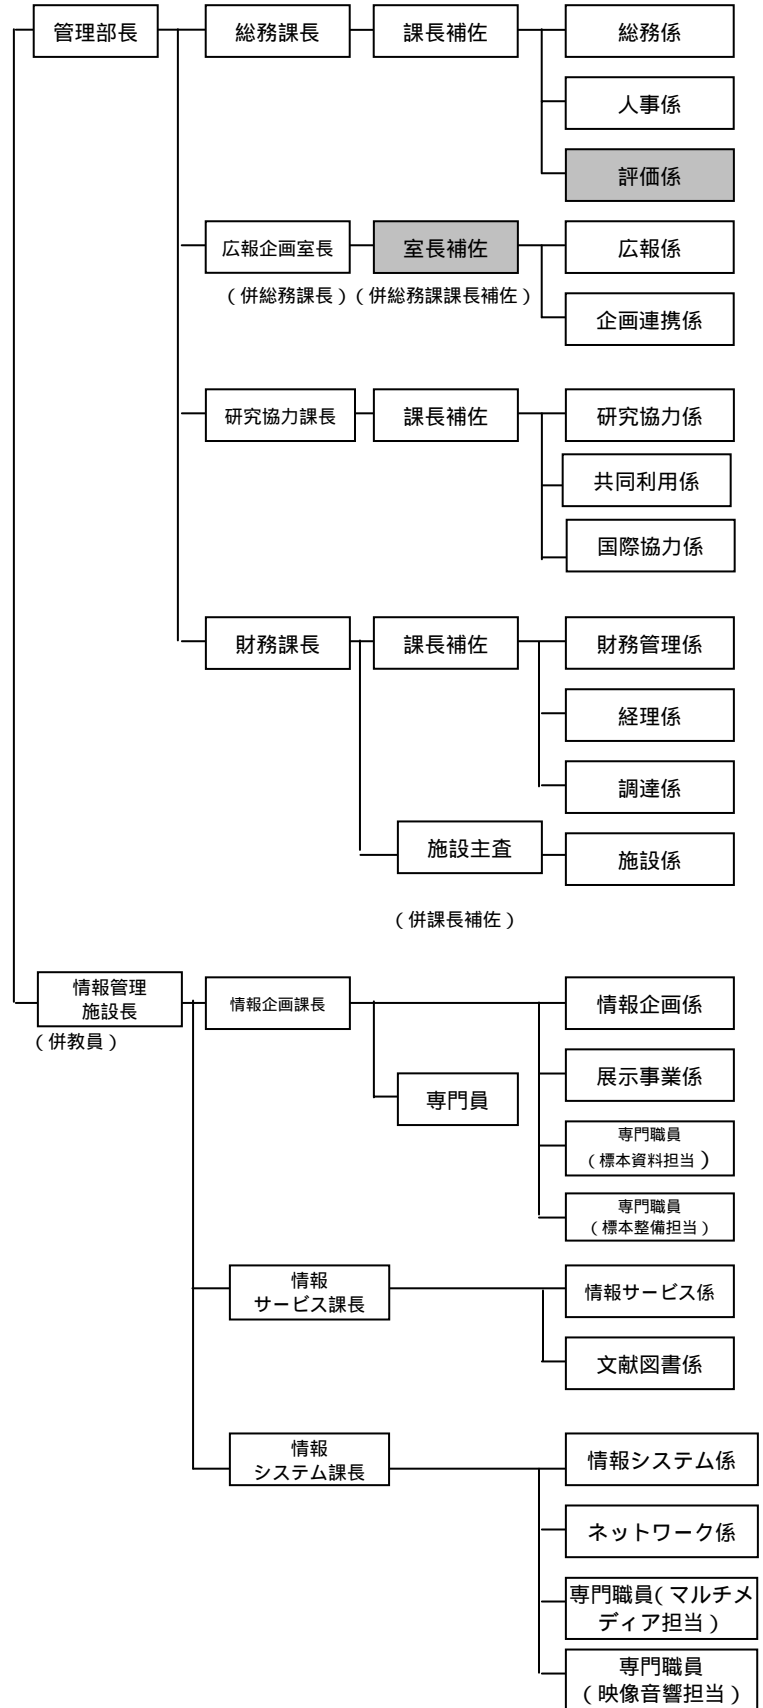 管理部長
総務課長
課長補佐
総務係
人事係
評価係
広報企画室長
室長補佐
広報係
（併総務課長）（併総務課課長補佐）
企画連携係
研究協力課長
課長補佐
研究協力係
共同利用係
国際協力係
財務課長
課長補佐
財務管理係
経理係
調達係
施設主査
施設係
（併課長補佐）
情報管理
施設長
（併教員）
情報企画課長
情報企画係
展示事業係
専門員
専門職員
（標本資料担当）
専門職員
（標本整備担当）
情報
サービス課長
情報サービス係
文献図書係
情報
システム課長
情報システム係
ネットワーク係
専門職員（マルチメ
ディア担当）
専門職員
（映像音響担当）